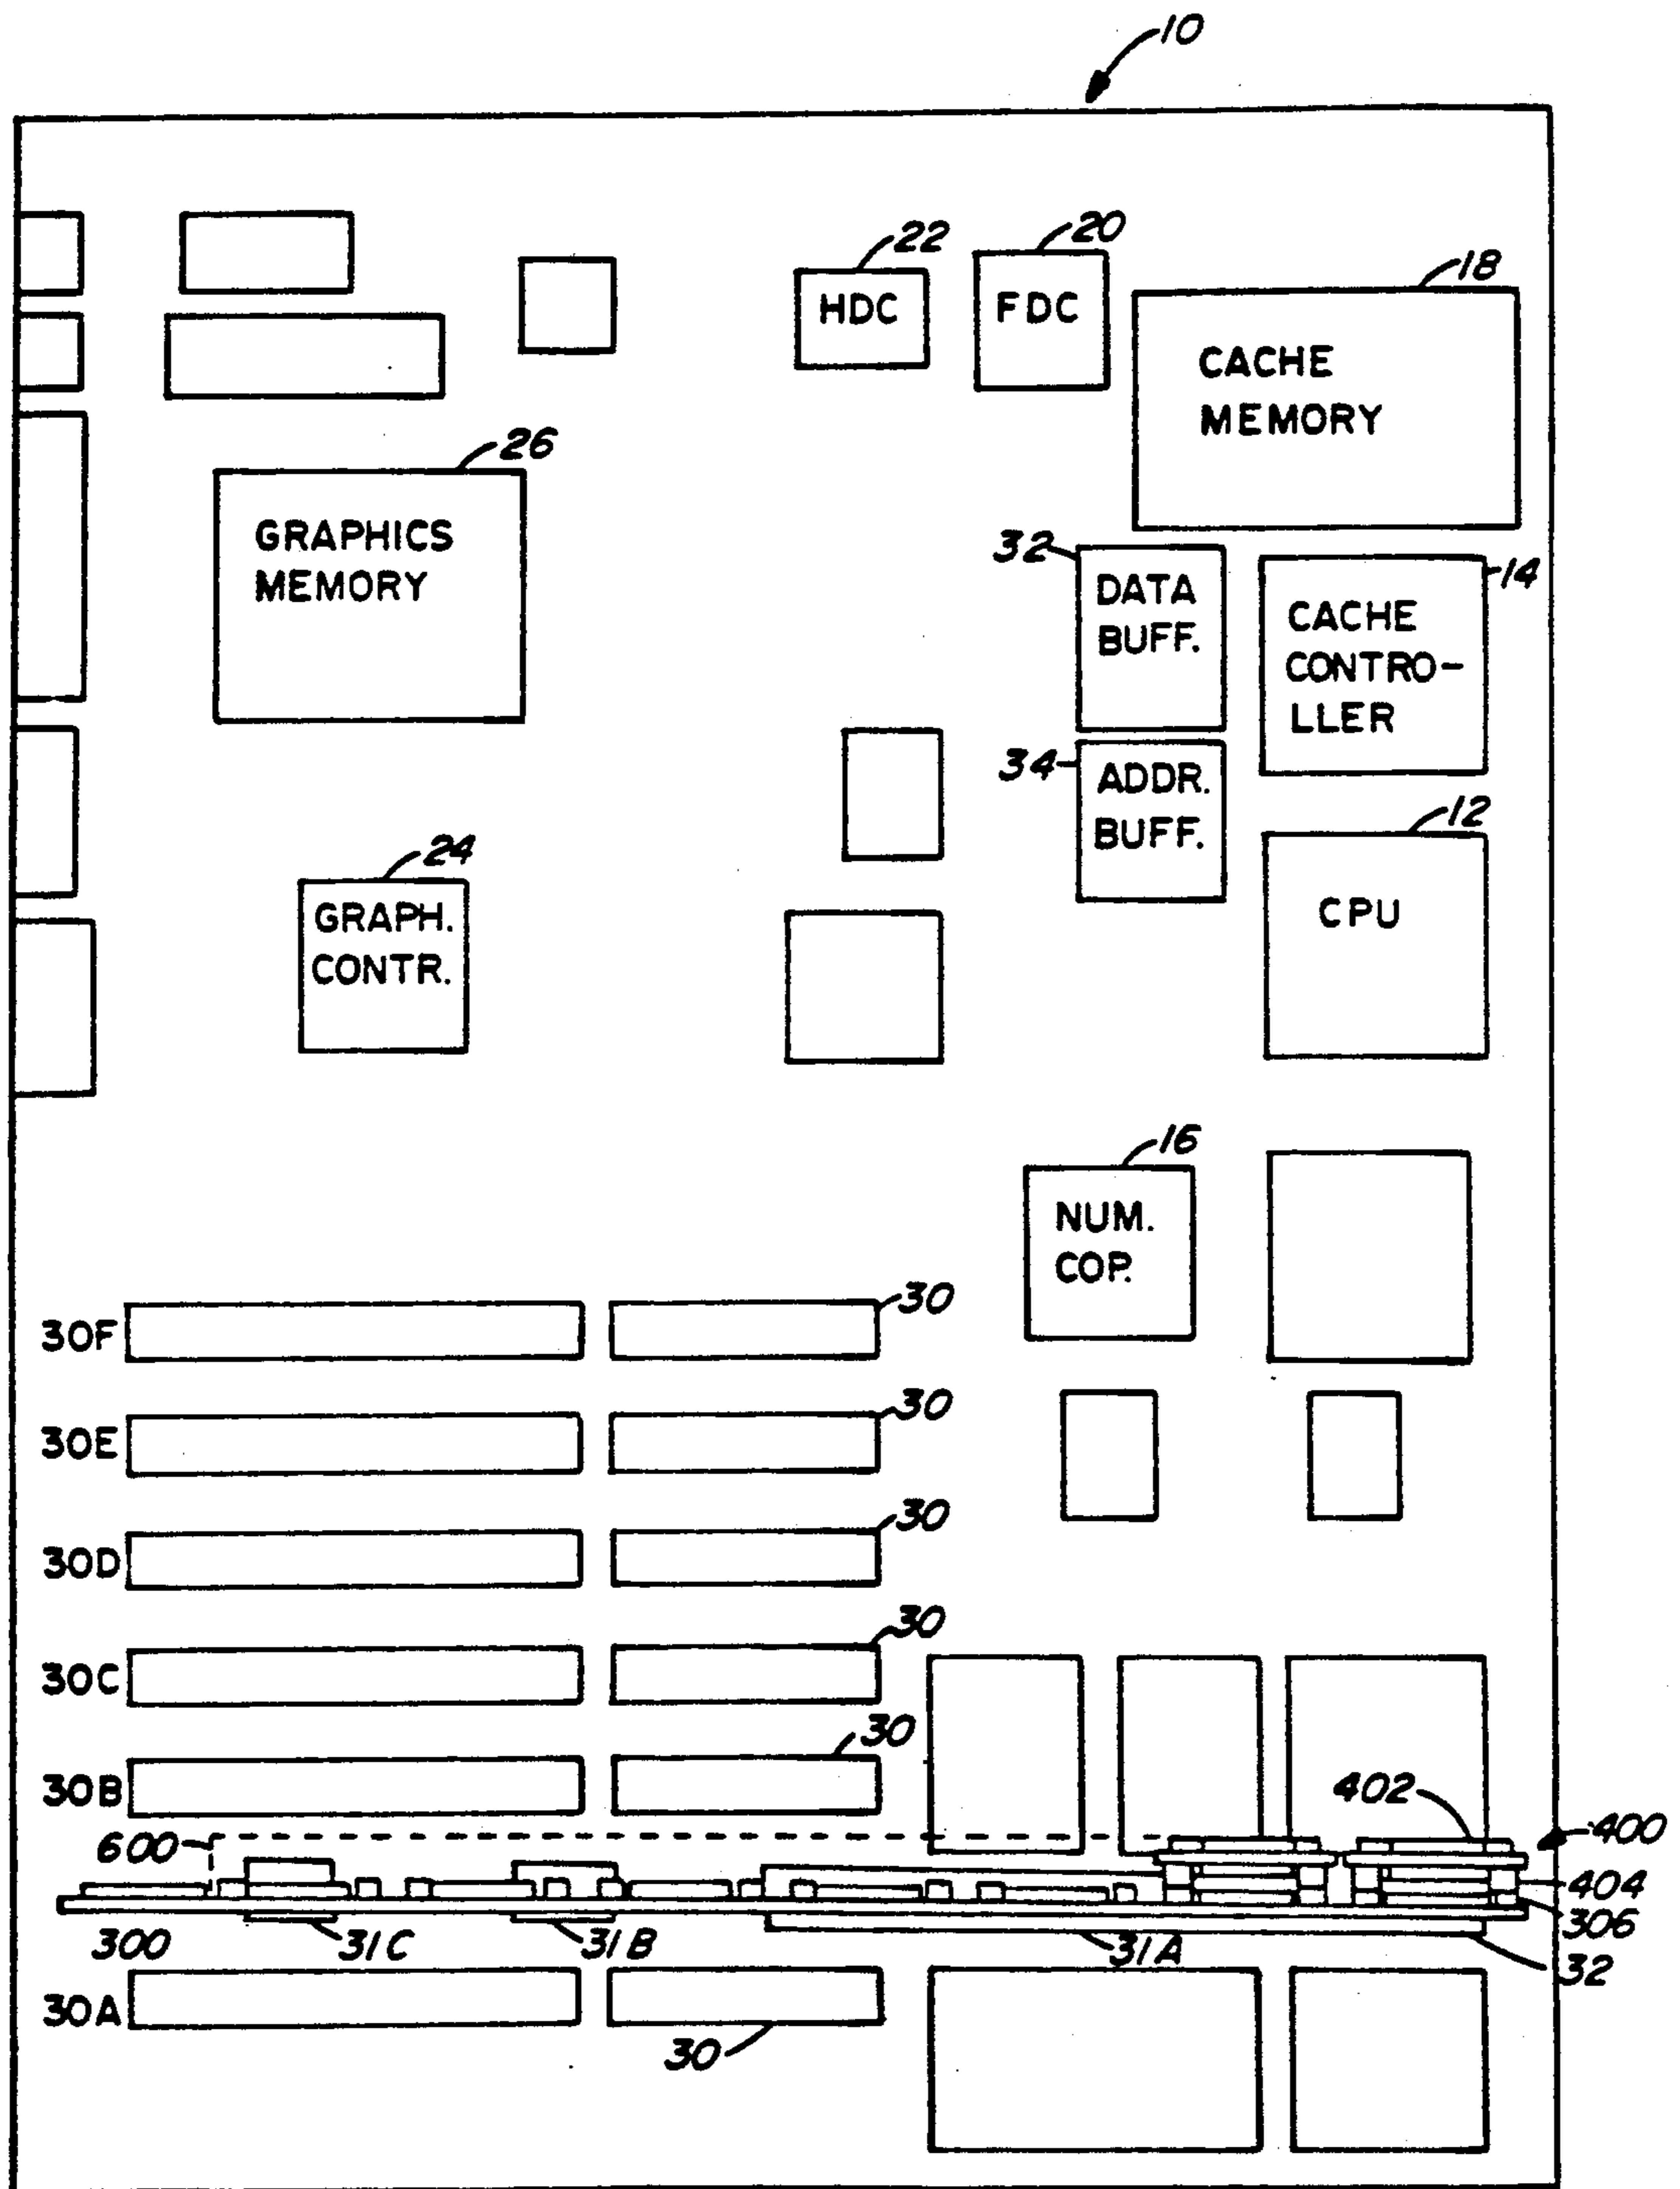 10
22
20
18
HDC
FDC
CACHE
MEMORY
26
GRAPHICS
MEMORY
32
DATA
BUFF.
14
CACHE
CONTRO-
LLER
34
ADDR.
BUFF.
12
CPU
24
GRAPH.
CONTR.
16
NUM.
COP.
30F
30
30E
30
30D
30
30C
30
30B
30
402
600
400
404
306
300
31C
31B
31A
32
30A
30